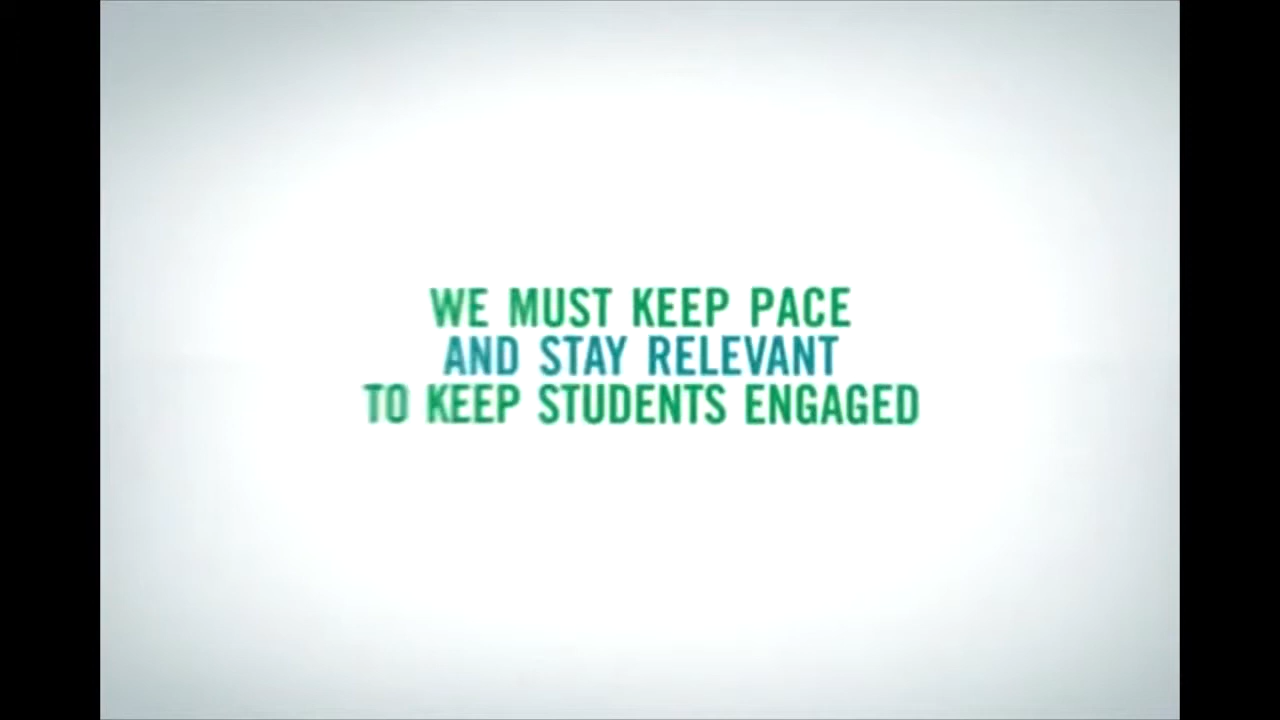 WE MUST KEEP PACE
AND STAY RELEVANT
TO KEEP STUDENTS ENGAGED